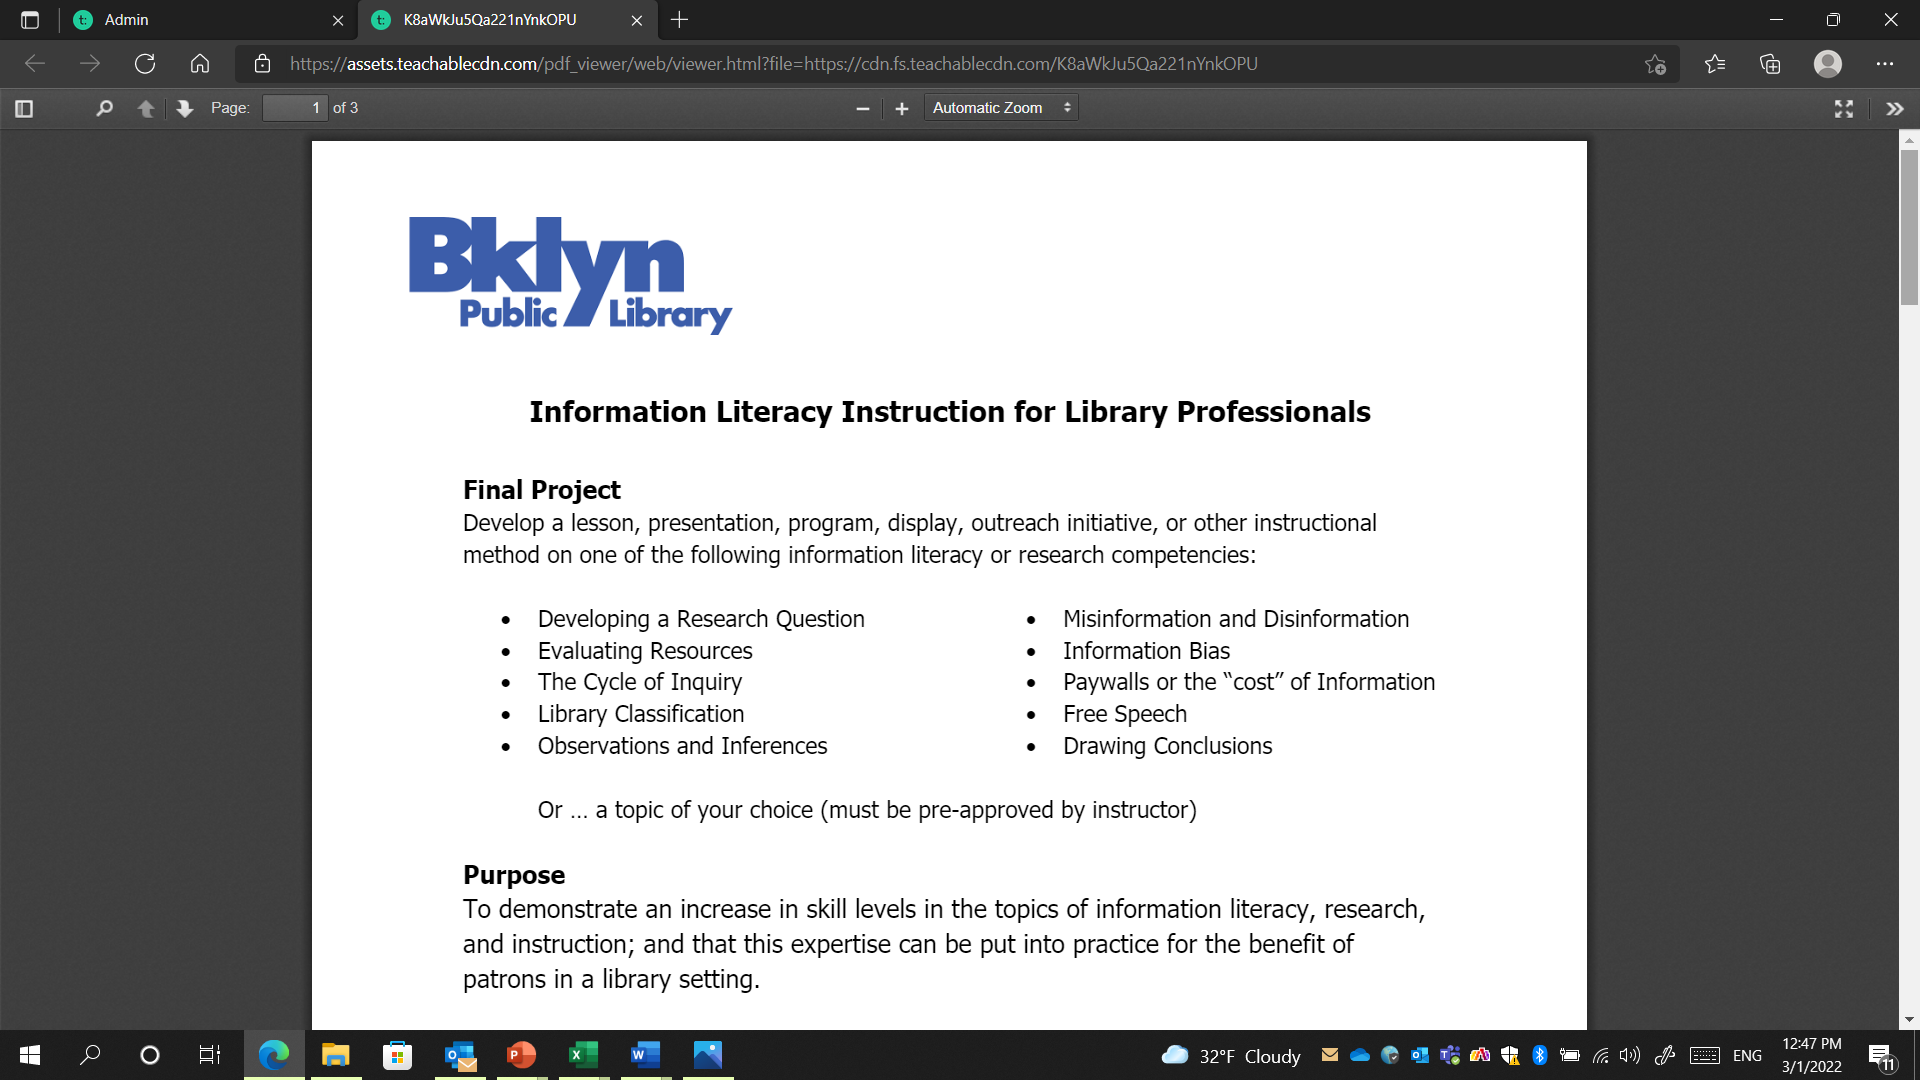 Admin
K8aWkJu5Qa221nYnkOPU
https://assets.teachablecdn.com/pdf_viewer/web/viewer.html?file=https://cdn.fs.teachablecdn.com/K8aWkJu5Qa221nYnkOPU
Page: 1 of 3
Automatic Zoom
Bklyn
Public Library
Information Literacy Instruction for Library Professionals
Final Project
Develop a lesson, presentation, program, display, outreach initiative, or other instructional
method on one of the following information literacy or research competencies:
• Developing a Research Question
• Evaluating Resources
• The Cycle of Inquiry
• Library Classification
• Observations and Inferences
• Misinformation and Disinformation
• Information Bias
• Paywalls or the “cost” of Information
• Free Speech
• Drawing Conclusions
Or … a topic of your choice (must be pre-approved by instructor)
Purpose
To demonstrate an increase in skill levels in the topics of information literacy, research,
and instruction; and that this expertise can be put into practice for the benefit of
patrons in a library setting.
32°F Cloudy
ENG
12:47 PM
3/1/2022
11